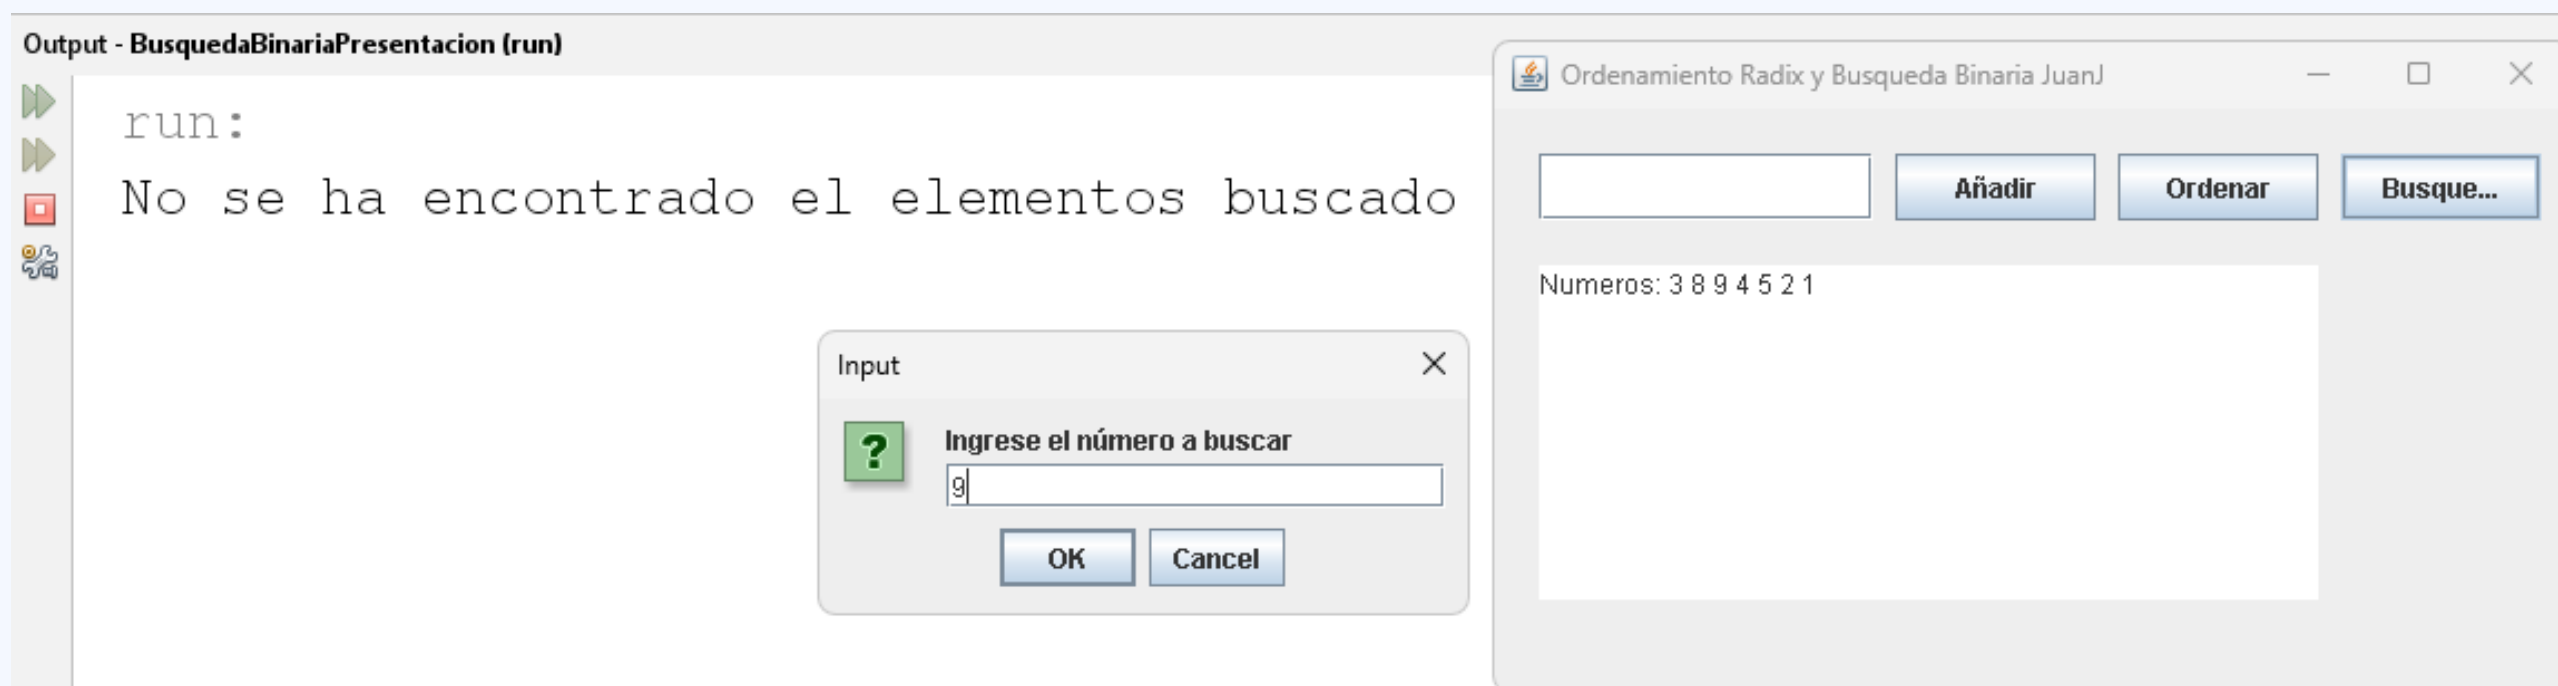 Output - BusquedaBinariaPresentacion (run)
run:
No se ha encontrado el elementos buscado
Input
Ingrese el número a buscar
9
OK Cancel
Ordenamiento Radix y Busqueda Binaria JuanJ
Añadir Ordenar Busque...
Numeros: 3 8 9 4 5 2 1